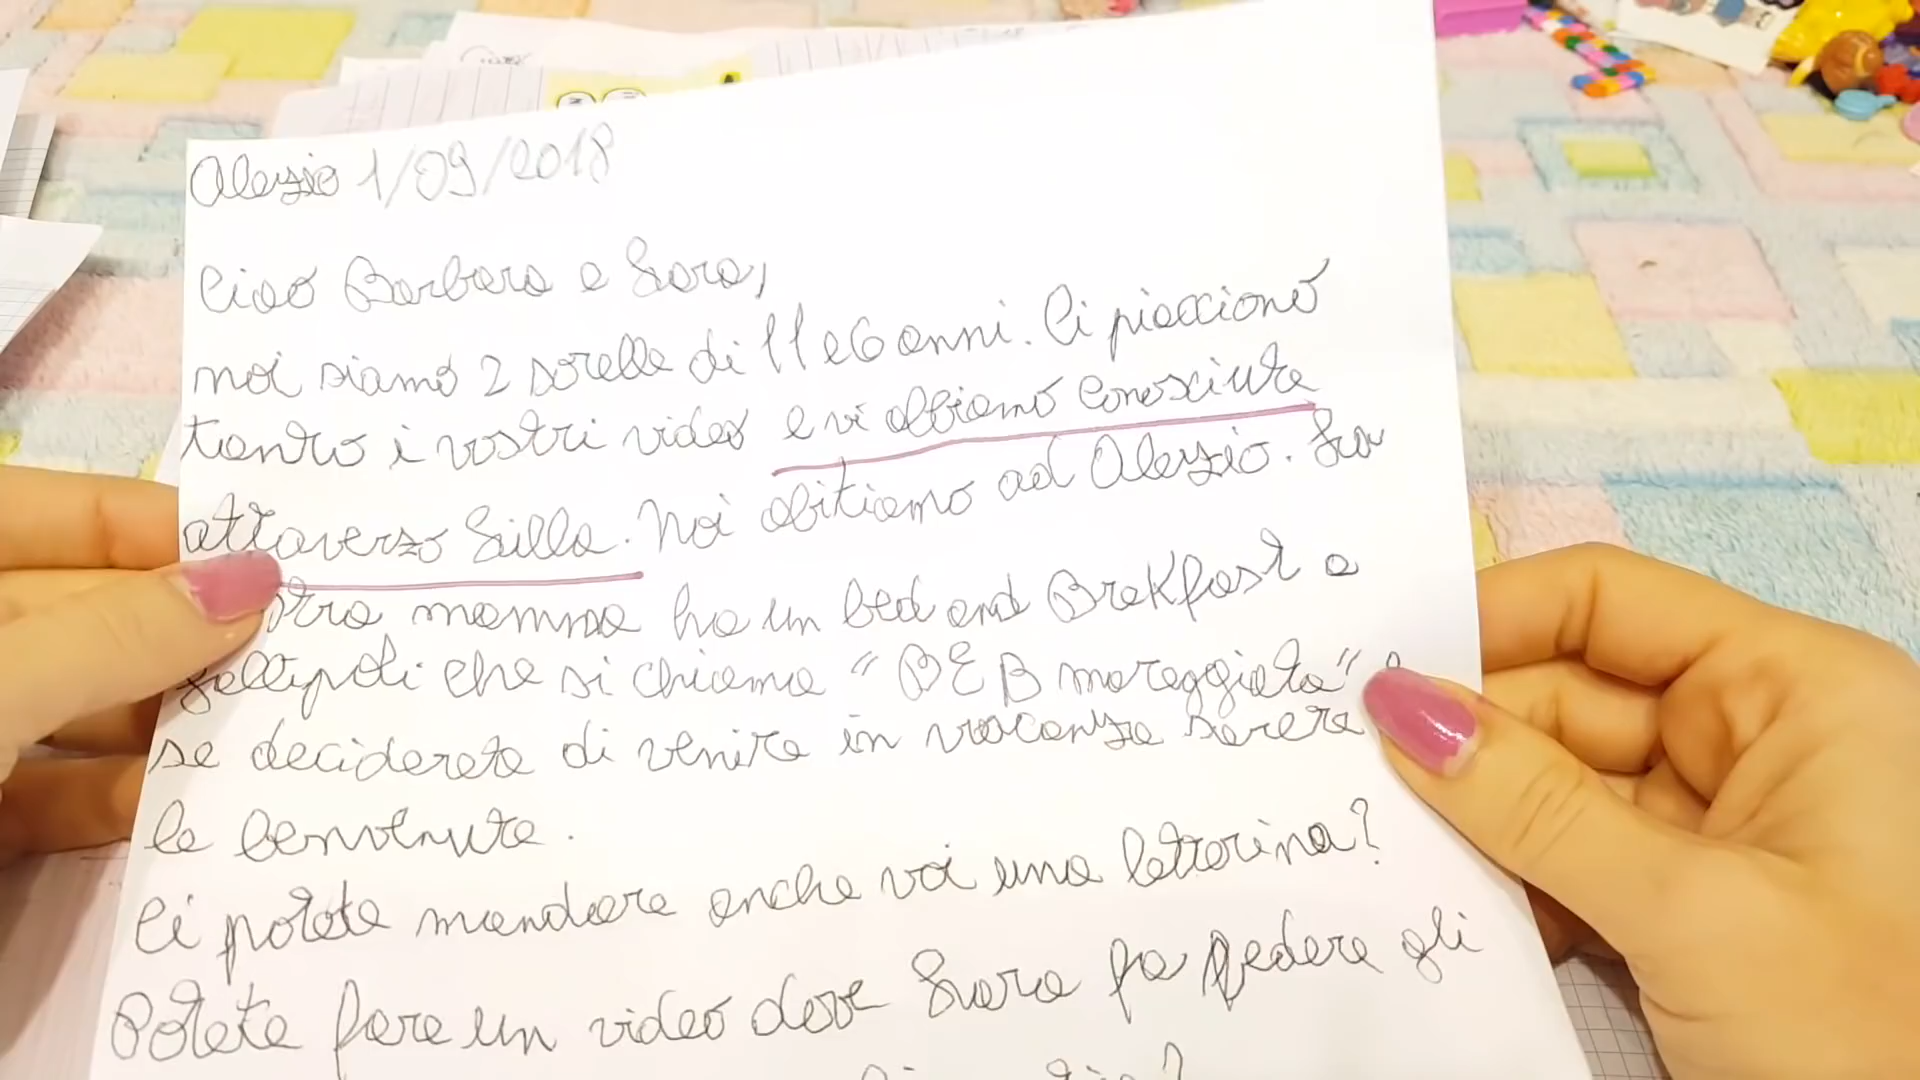 Alezio 1/09/2018
Ciao Barbara e Sara,
noi siamo 2 sorelle di 11 e 6 anni. Ci piacciono
tanto i vostri video e vi abbiamo conosciute
attraverso Silla. Noi abitiamo ad Alezio. La
stra mamma ha un bed and Brekfast a
gallipoli che si chiama "B E B mareggiata" e
se deciderete di venire in vacanza sarete
le benvenute.
Ci potete mandare anche voi una letterina?
Potete fare un video dove Sara fa vedere gli